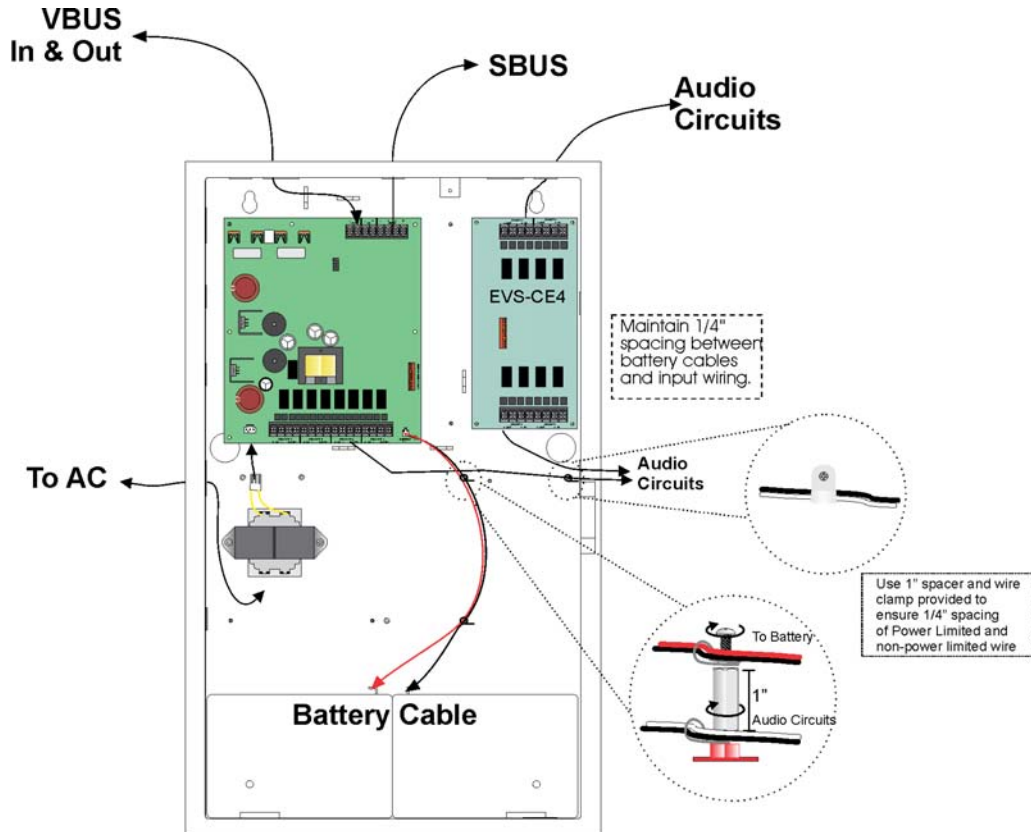 VBUS
In & Out
SBUS
Audio
Circuits
EVS-CE4
Maintain 1/4"
spacing between
battery cables
and input wiring.
To AC
Audio
Circuits
Use 1" spacer and wire
clamp provided to
ensure 1/4" spacing
of Power Limited and
non-power limited wire
To Battery
1"
Audio Circuits
Battery Cable